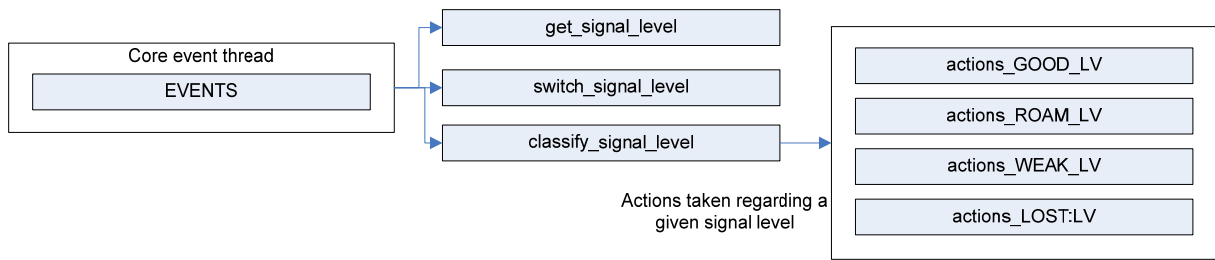 Core event thread
EVENTS
get_signal_level
switch_signal_level
classify_signal_level
Actions taken regarding a
given signal level
actions_GOOD_LV
actions_ROAM_LV
actions_WEAK_LV
actions_LOST:LV